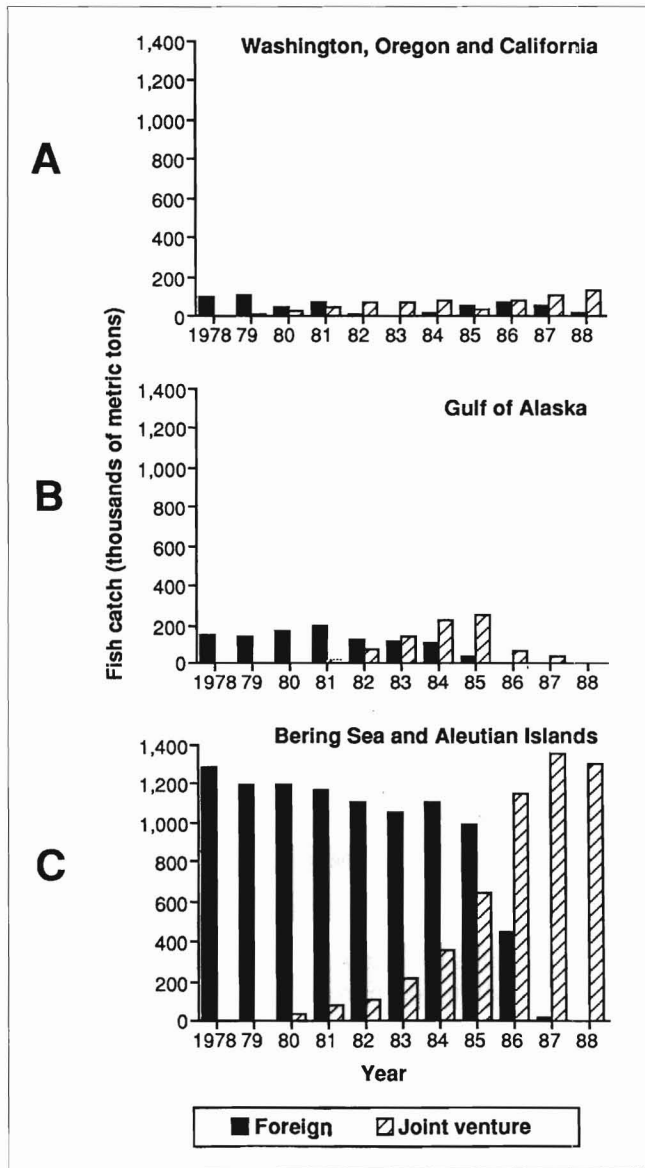 A
Washington, Oregon and California
1,400
1,200
1,000
800
600
400
200
0
1978 79 80 81 82 83 84 85 86 87 88
Fish catch (thousands of metric tons)
B
Gulf of Alaska
1,400
1,200
1,000
800
600
400
200
0
1978 79 80 81 82 83 84 85 86 87 88
C
Bering Sea and Aleutian Islands
1,400
1,200
1,000
800
600
400
200
0
1978 79 80 81 82 83 84 85 86 87 88
Year
Foreign Joint venture